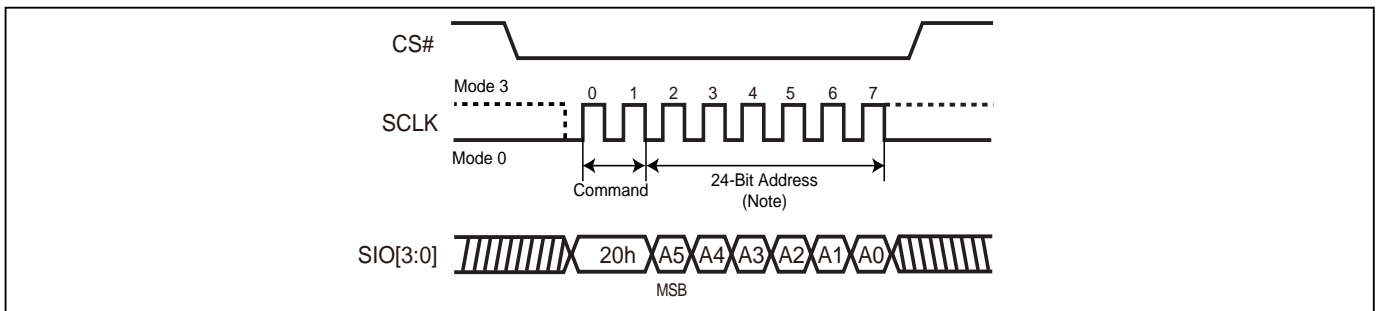 CS#
Mode 3
0 1 2 3 4 5 6 7
SCLK
Mode 0
Command
24-Bit Address
(Note)
SIO[3:0] 20h A5 A4 A3 A2 A1 A0
MSB